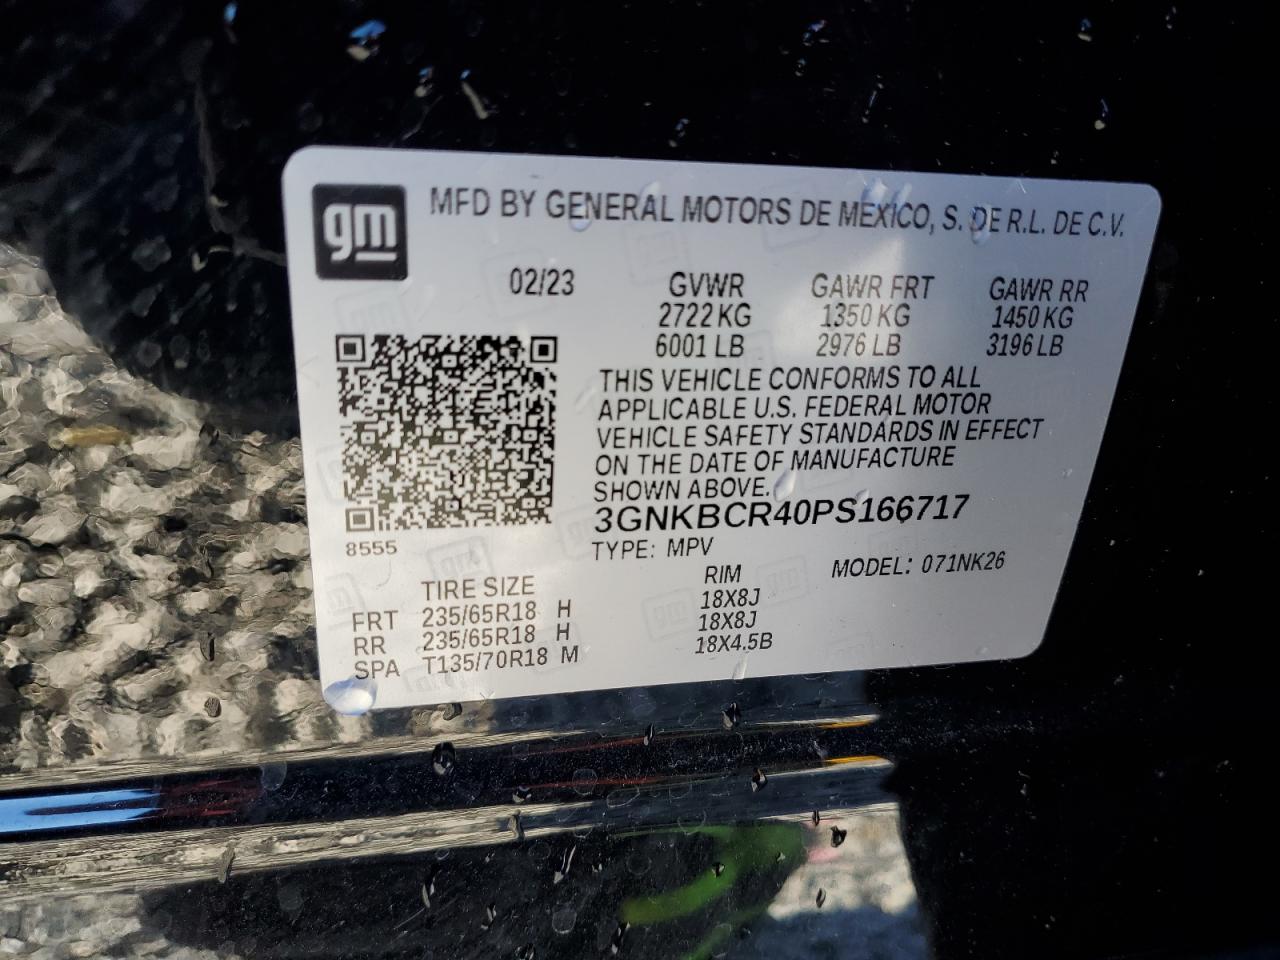 gm
MFD BY GENERAL MOTORS DE MEXICO, S. DE R.L. DE C.V.
02/23 GVWR GAWR FRT GAWR RR
2722 KG 1350 KG 1450 KG
6001 LB 2976 LB 3196 LB
THIS VEHICLE CONFORMS TO ALL
APPLICABLE U.S. FEDERAL MOTOR
VEHICLE SAFETY STANDARDS IN EFFECT
ON THE DATE OF MANUFACTURE
SHOWN ABOVE.
3GNKBCR40PS166717
8555
TYPE: MPV MODEL: 071NK26
TIRE SIZE RIM
FRT 235/65R18 H 18X8J
RR 235/65R18 H 18X8J
SPA T135/70R18 M 18X4.5B